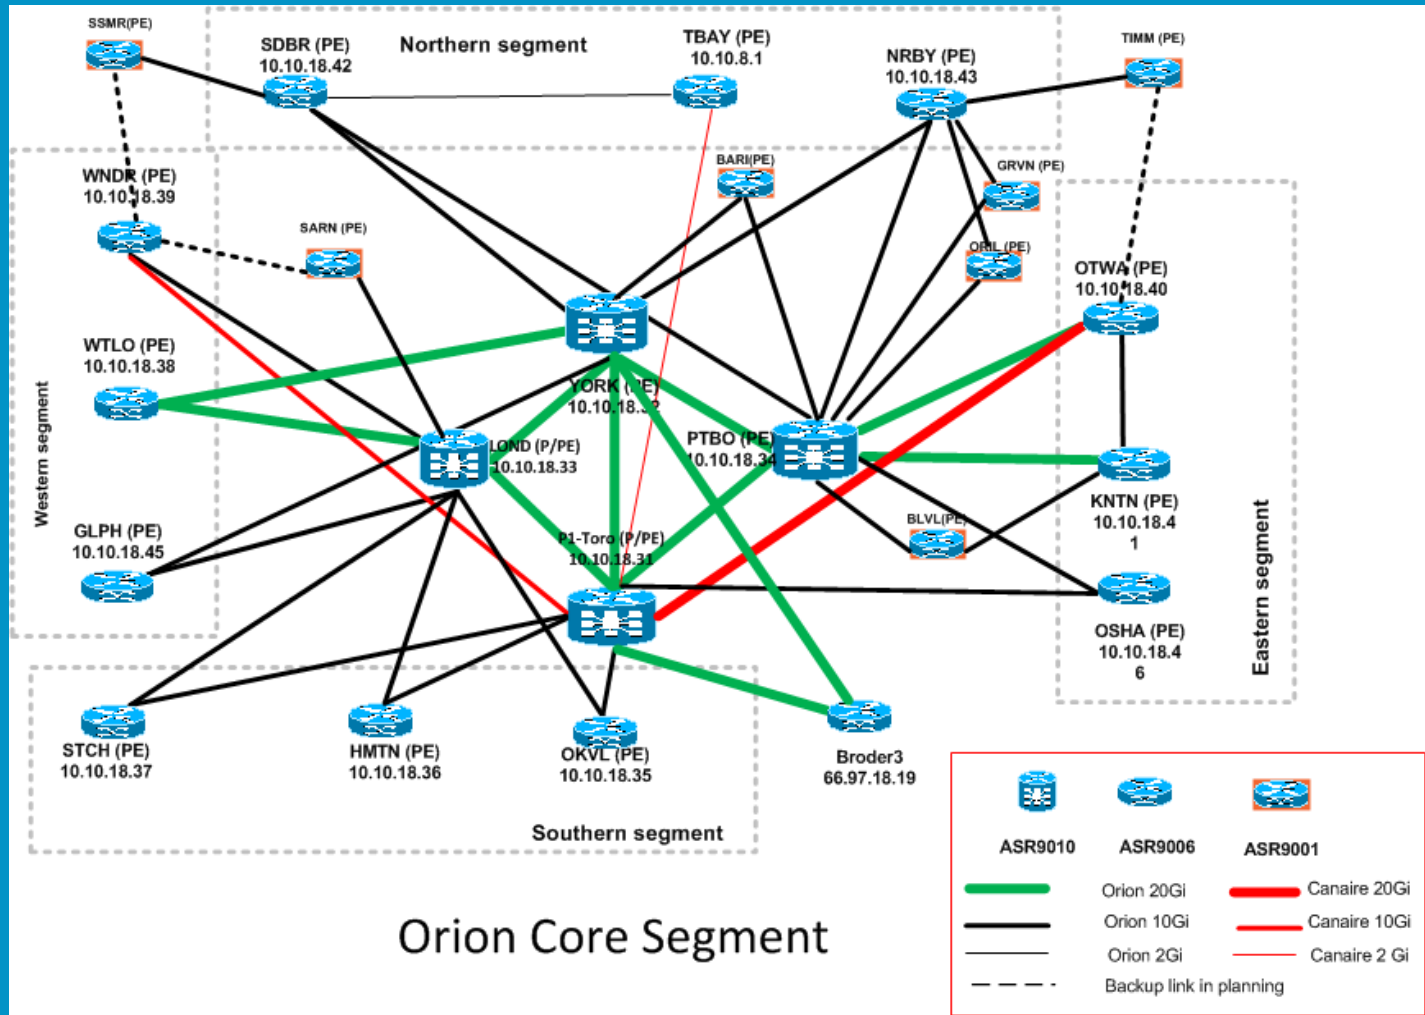 SSMR(PE)
SDBR (PE)
10.10.18.42
Northern segment
TBAY (PE)
10.10.8.1
NRBY (PE)
10.10.18.43
TIMM (PE)
WNDR (PE)
10.10.18.39
BARI(PE)
GRVN (PE)
SARN (PE)
ORIL (PE)
OTWA (PE)
10.10.18.40
WTLO (PE)
10.10.18.38
YORK (PE)
10.10.18.32
Western segment
LOND (P/PE)
10.10.18.33
PTBO (PE)
10.10.18.34
KNTN (PE)
10.10.18.4
1
BLVL(PE)
GLPH (PE)
10.10.18.45
P1-Toro (P/PE)
10.10.18.31
OSHA (PE)
10.10.18.4
6
Eastern segment
STCH (PE)
10.10.18.37
HMTN (PE)
10.10.18.36
OKVL (PE)
10.10.18.35
Broder3
66.97.18.19
Southern segment
ASR9010
ASR9006
ASR9001
Orion 20Gi
Canaire 20Gi
Orion 10Gi
Canaire 10Gi
Orion 2Gi
Canaire 2 Gi
Backup link in planning
Orion Core Segment